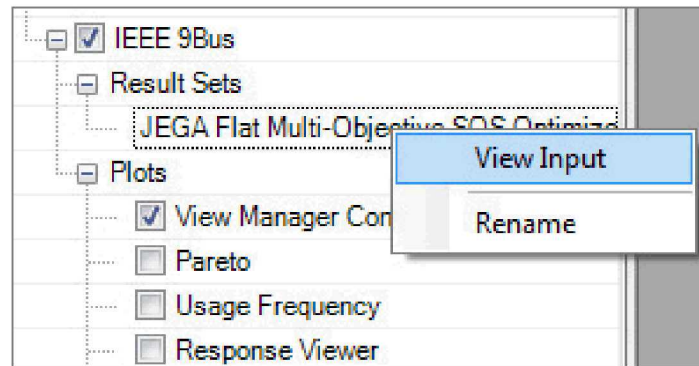 IEEE 9Bus
Result Sets
JEGA Flat Multi-Objective SOS Optimize
View Input
Plots
View Manager Con
Rename
Pareto
Usage Frequency
Response Viewer